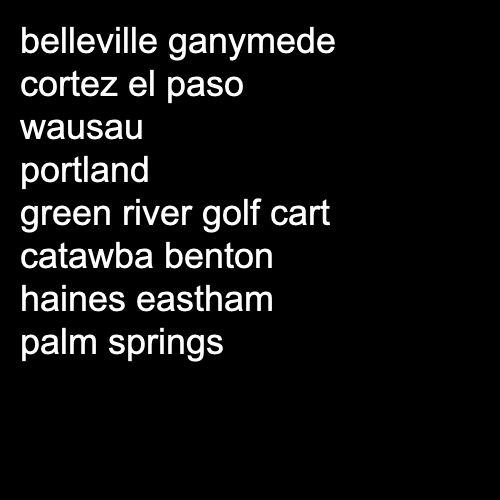 belleville ganymede
cortez el paso
wausau
portland
green river golf cart
catawba benton
haines eastham
palm springs